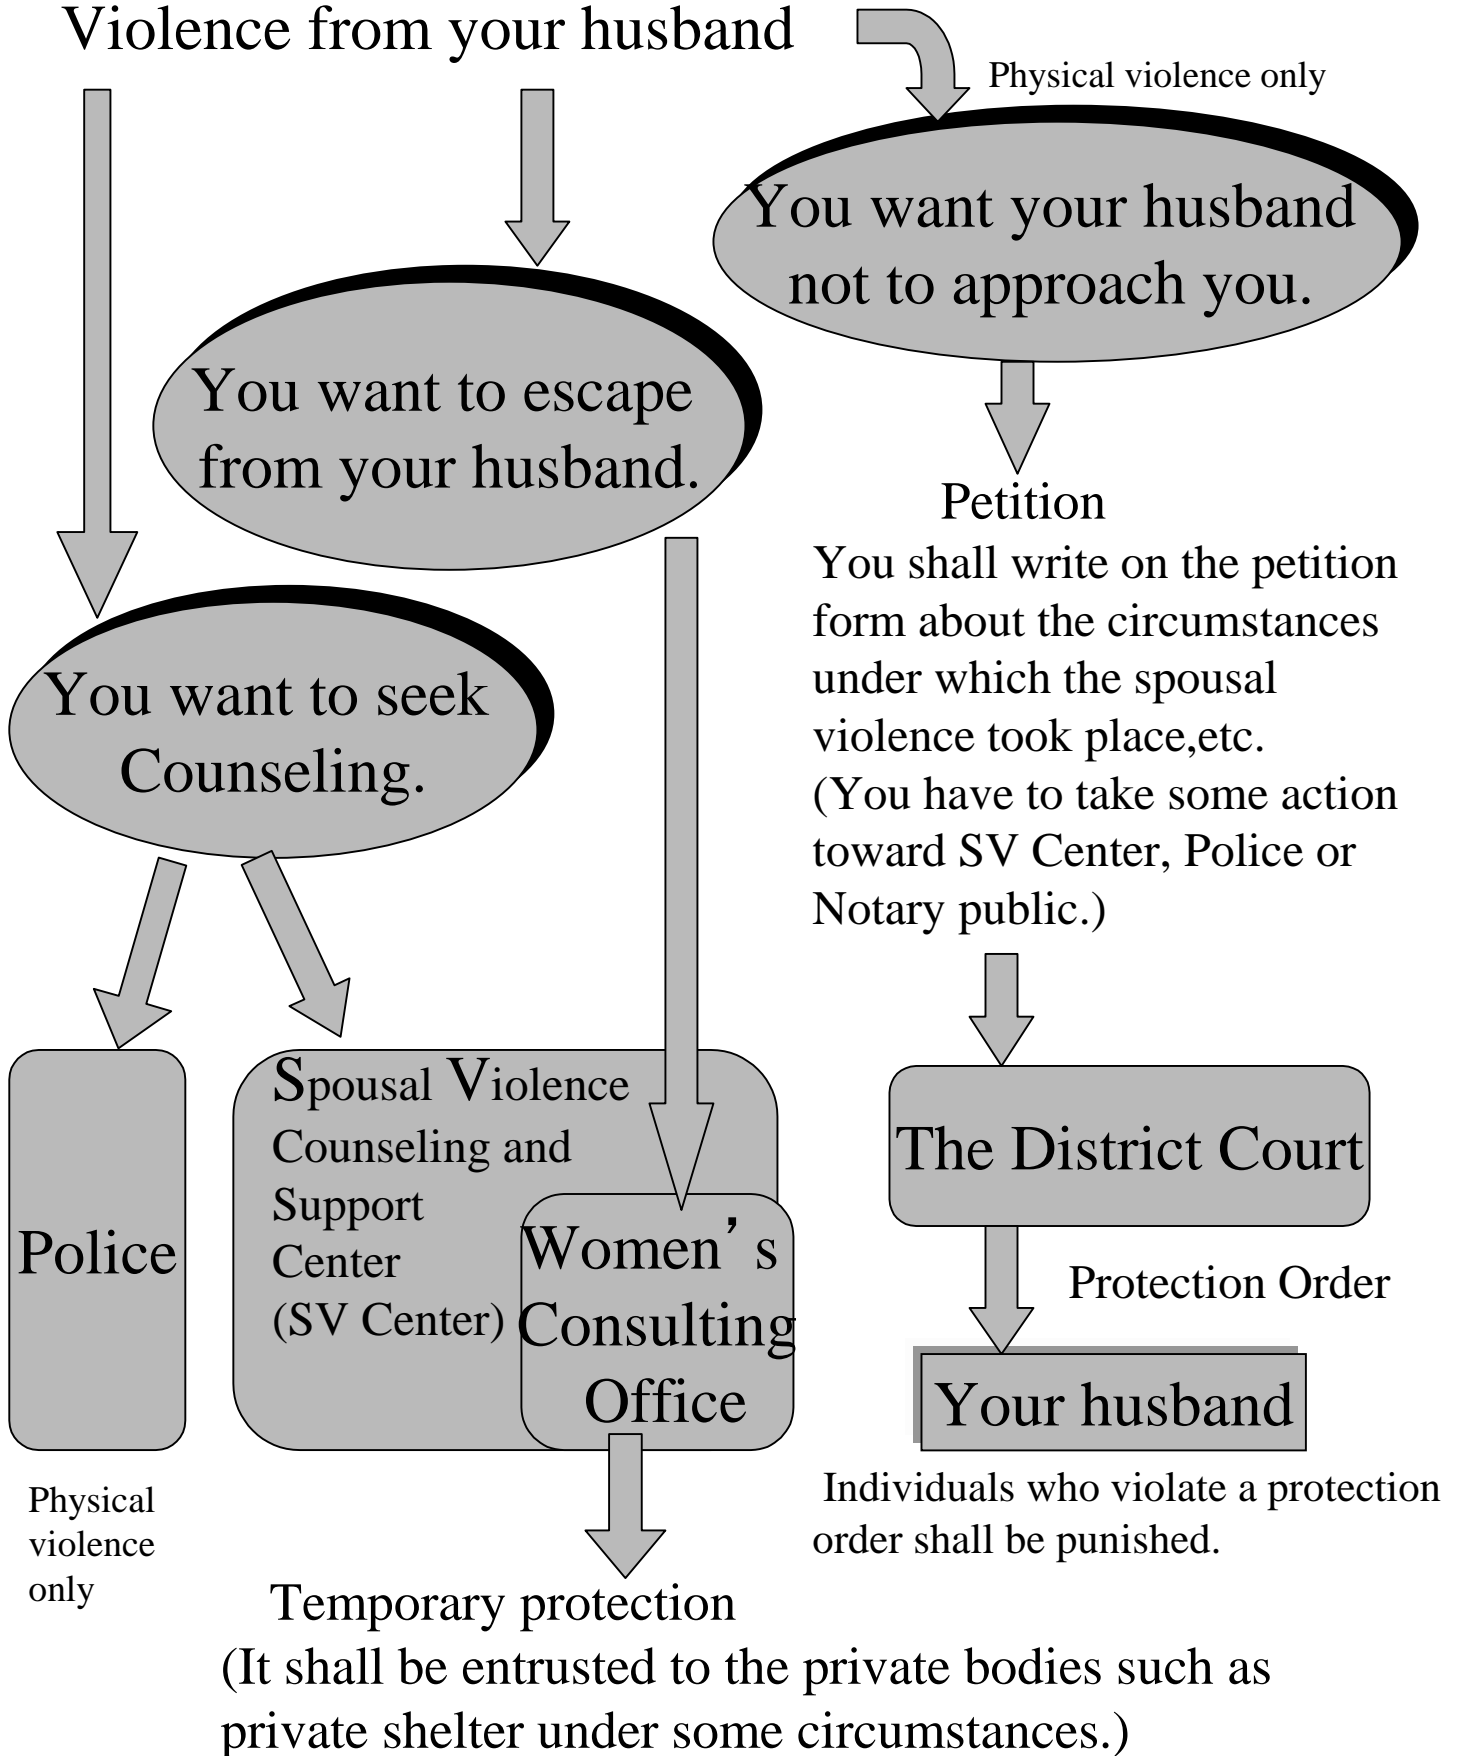 Violence from your husband
Physical violence only
You want your husband
not to approach you.
You want to escape
from your husband.
Petition
You shall write on the petition
form about the circumstances
under which the spousal
violence took place,etc.
(You have to take some action
toward SV Center, Police or
Notary public.)
You want to seek
Counseling.
Police
Spousal Violence
Counseling and
Support
Center
(SV Center)
Women’s
Consulting
Office
The District Court
Protection Order
Your husband
Individuals who violate a protection
order shall be punished.
Physical
violence
only
Temporary protection
(It shall be entrusted to the private bodies such as
private shelter under some circumstances.)